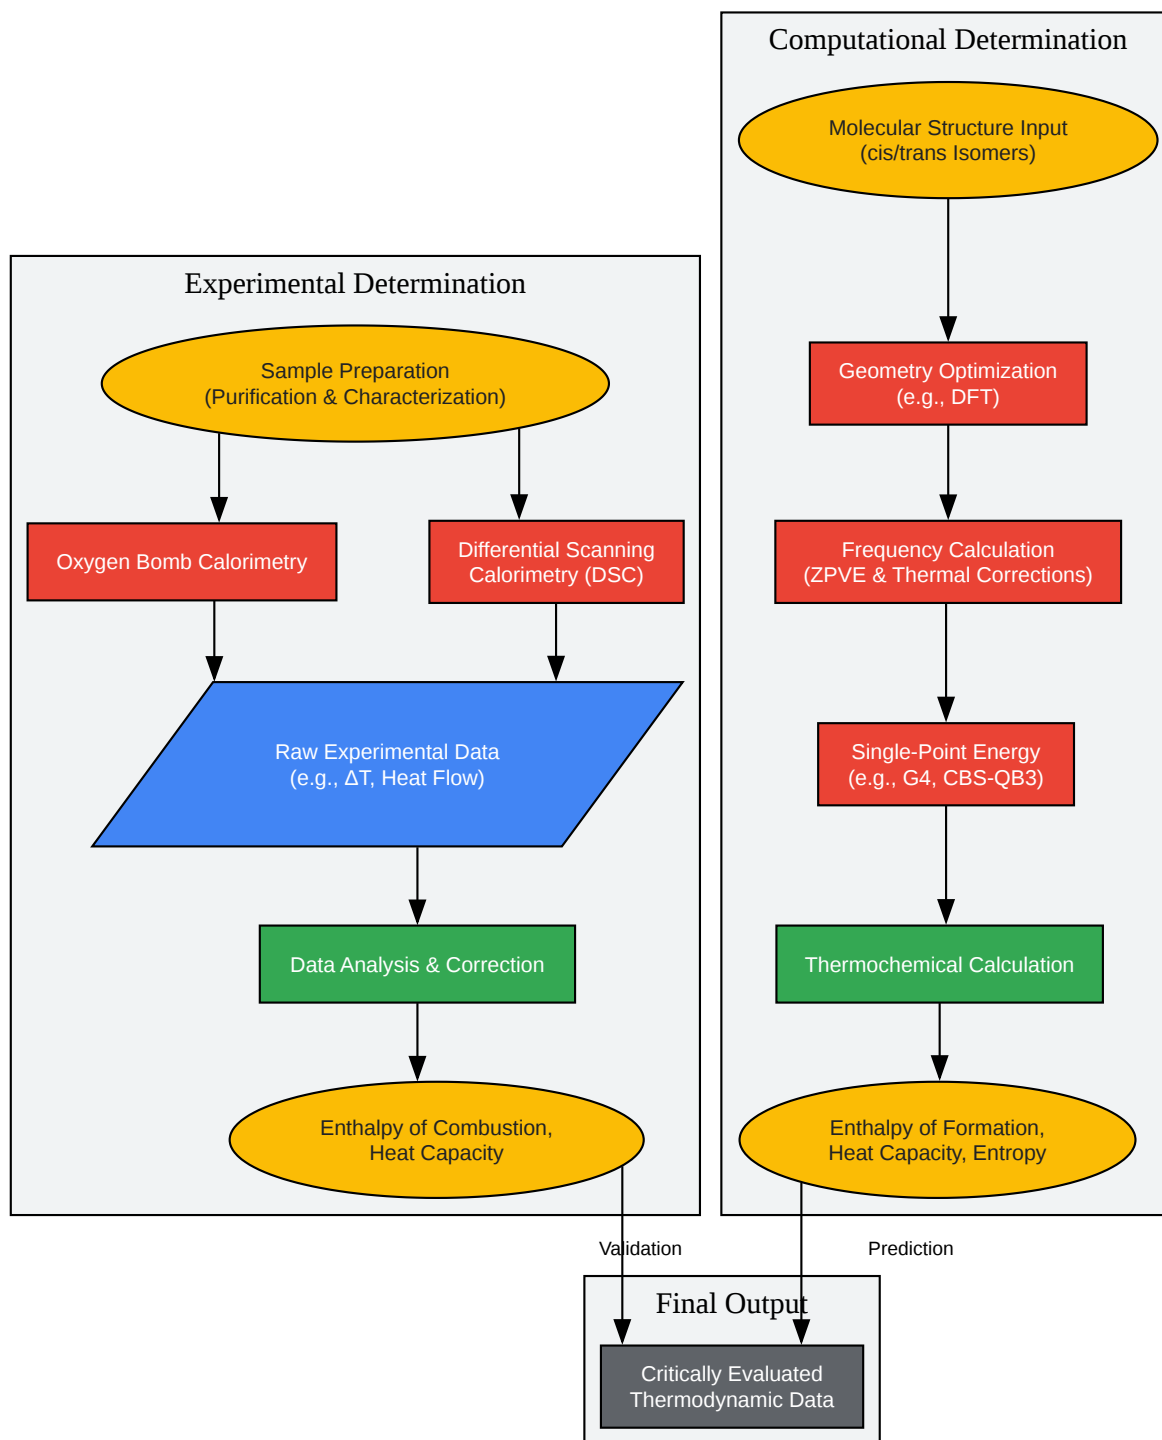 Computational Determination
Molecular Structure Input
(cis/trans Isomers)
Experimental Determination
Sample Preparation
(Purification & Characterization)
Geometry Optimization
(e.g., DFT)
Oxygen Bomb Calorimetry
Differential Scanning
Calorimetry (DSC)
Frequency Calculation
(ZPVE & Thermal Corrections)
Raw Experimental Data
(e.g., ΔT, Heat Flow)
Single-Point Energy
(e.g., G4, CBS-QB3)
Data Analysis & Correction
Thermochemical Calculation
Enthalpy of Combustion,
Heat Capacity
Enthalpy of Formation,
Heat Capacity, Entropy
Validation
Prediction
Final Output
Critically Evaluated
Thermodynamic Data